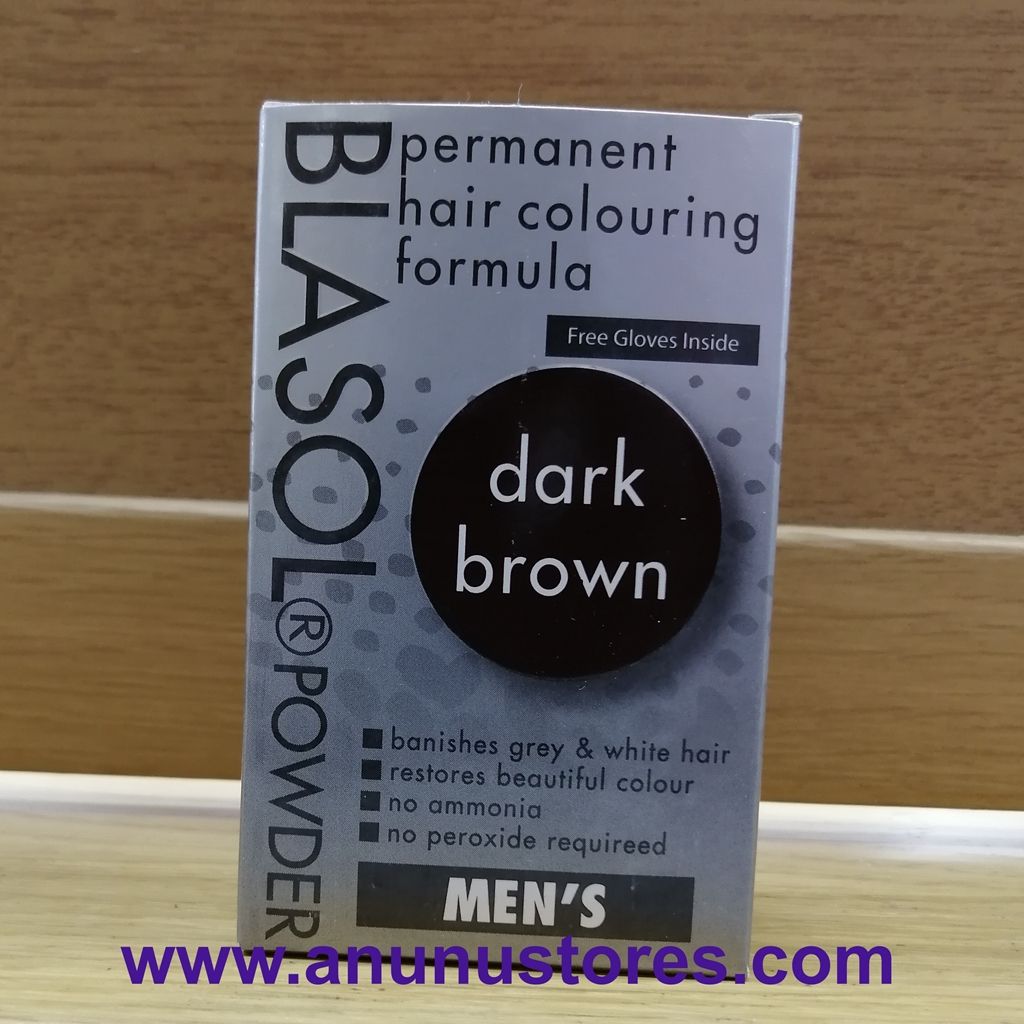 BLASOL® POWDER
permanent
hair colouring
formula
Free Gloves Inside
dark
brown
banishes grey & white hair
restores beautiful colour
no ammonia
no peroxide requireed
MEN'S
www.anunustores.com